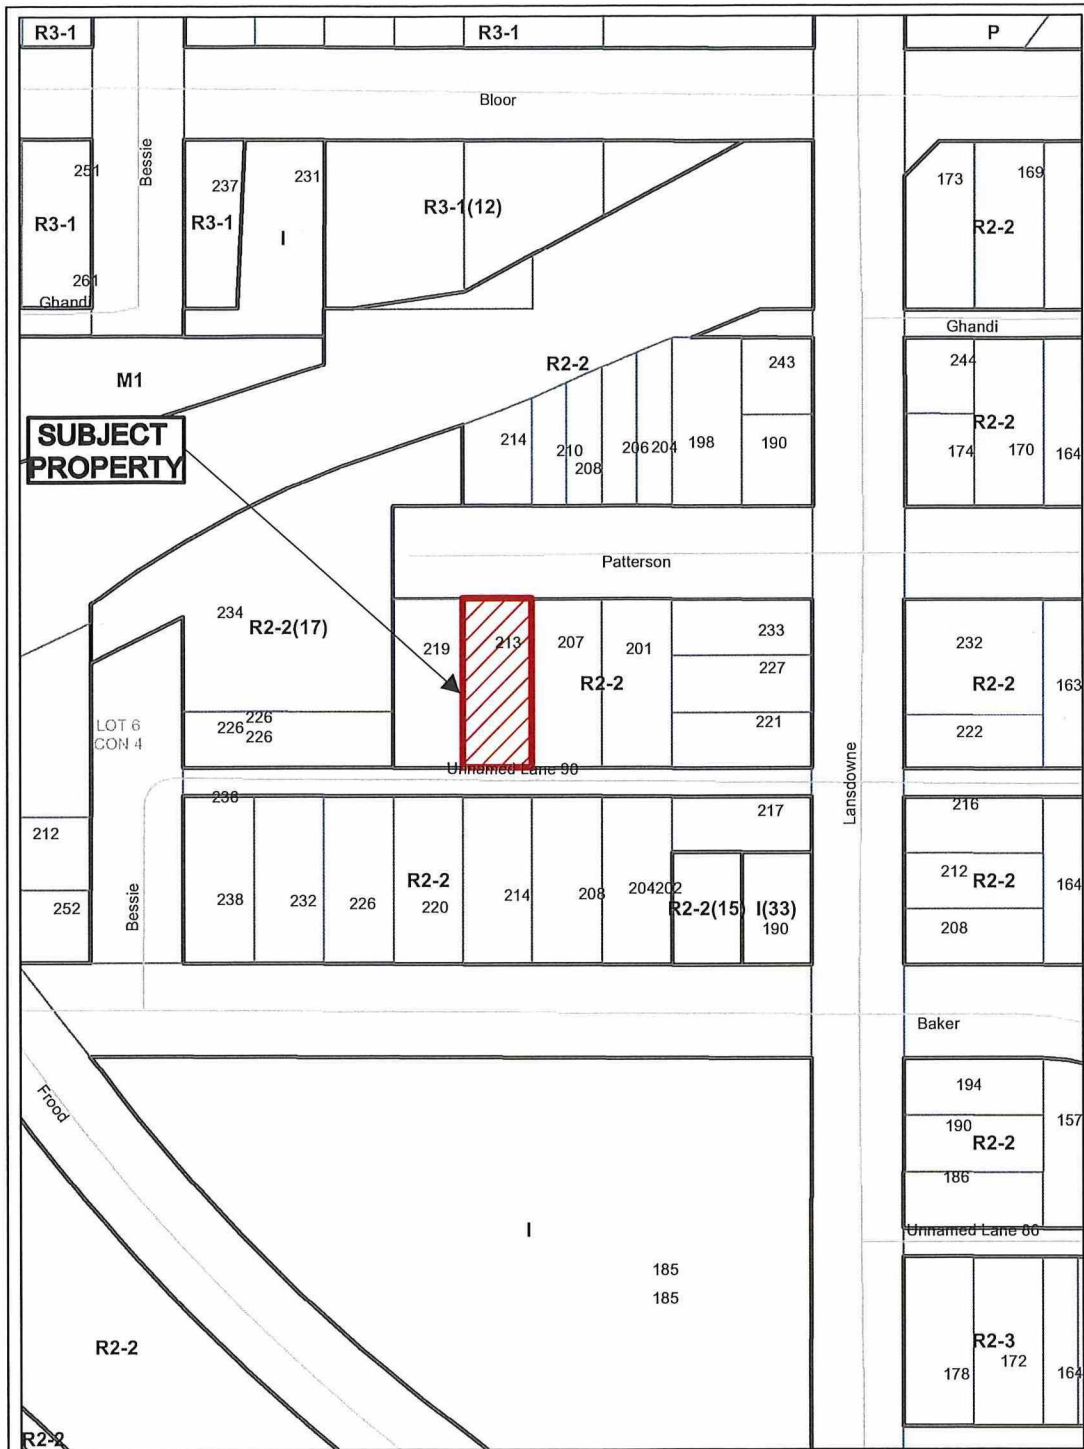 R3-1
R3-1
P
Bloor
Bessie
251
237
231
173
169
R3-1
R3-1
I
R3-1(12)
R2-2
261
Ghandi
Ghandi
M1
R2-2
243
244
SUBJECT
PROPERTY
214
210
208
206
204
198
190
R2-2
174
170
164
Patterson
234
R2-2(17)
219
213
207
201
R2-2
233
227
221
232
R2-2
163
222
226
226
226
LOT 6
CON 4
Unnamed Lane 90
Lansdowne
236
217
216
212
252
Bessie
238
232
226
R2-2
220
214
208
204
202
R2-2(15)
I(33)
190
212
R2-2
164
208
Baker
Frood
194
190
R2-2
157
186
Unnamed Lane 86
I
185
185
R2-2
R2-3
178
172
164
R2-2